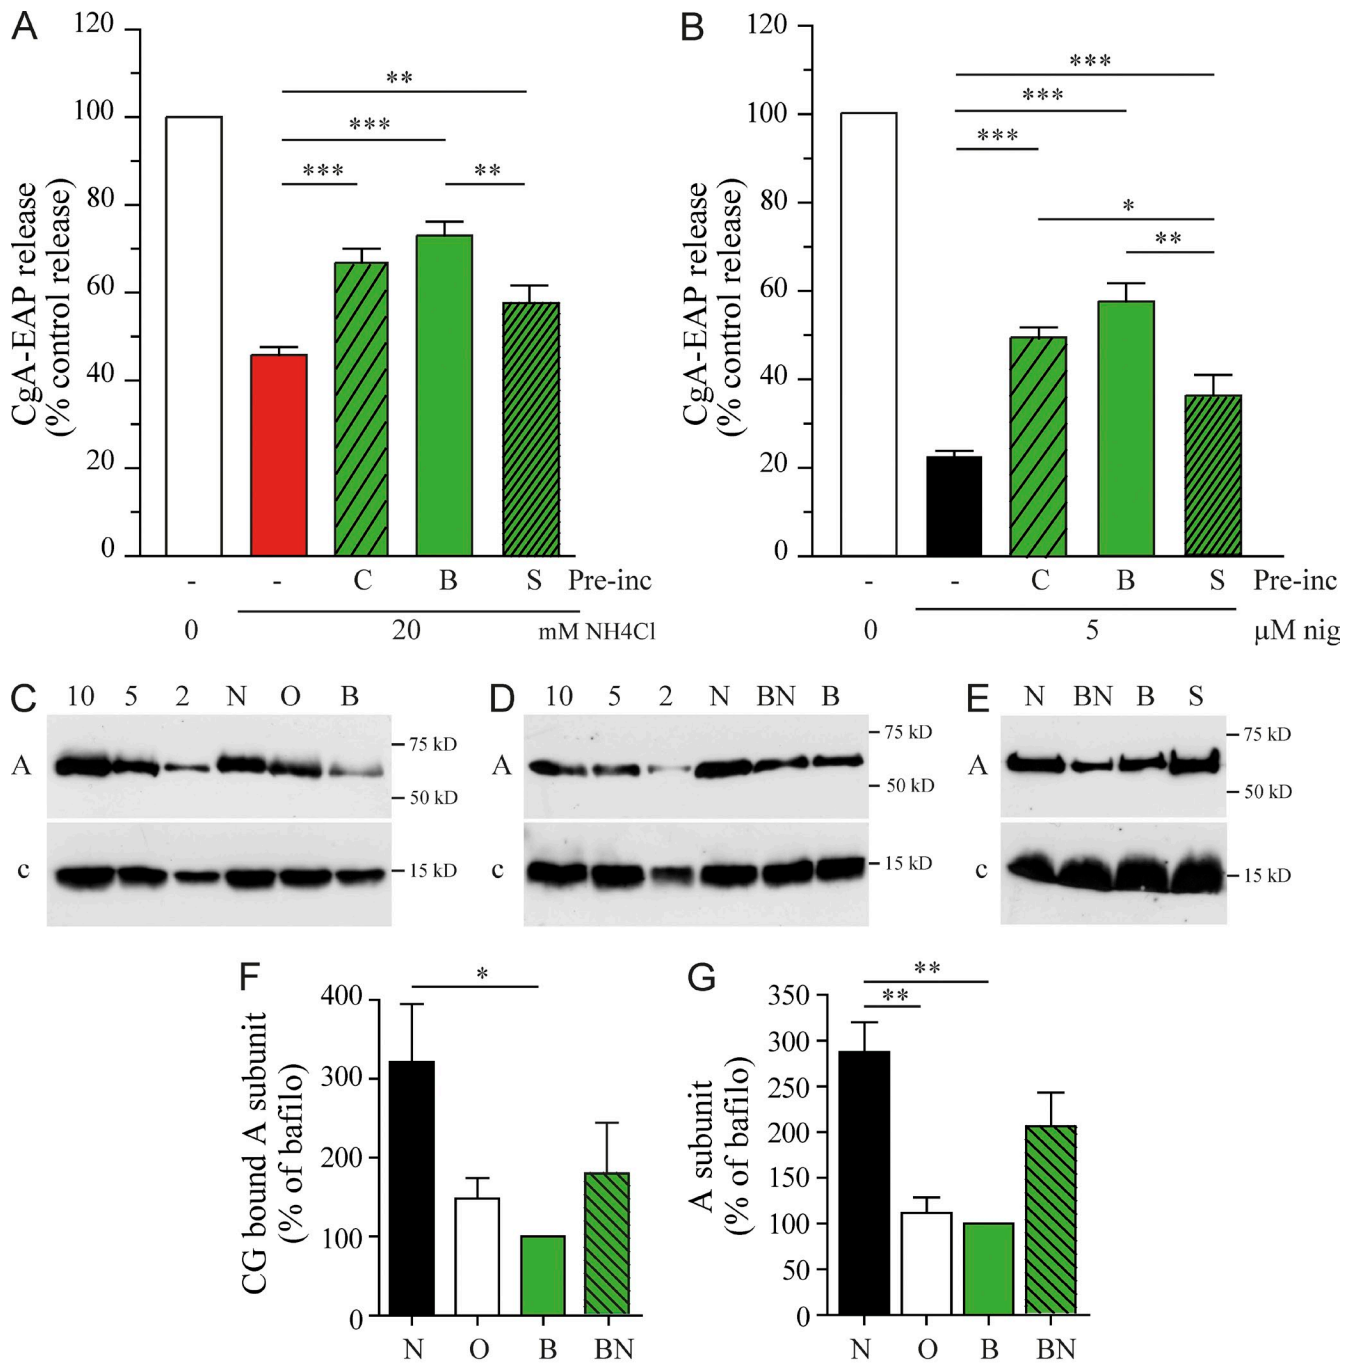 A
CgA-EAP release
(% control release)
120
100
80
60
40
20
0
**
***
*** **
- - C B S Pre-inc
0 20 mM NH4Cl
B
CgA-EAP release
(% control release)
120
100
80
60
40
20
0
***
***
***
*
**
- - C B S Pre-inc
0 5 µM nig
C 10 5 2 N O B
A
75 kD
50 kD
c
15 kD
D 10 5 2 N BN B
A
75 kD
50 kD
c
15 kD
E N BN B S
A
75 kD
50 kD
c
15 kD
F
CG bound A subunit
(% of bafilo)
400
300
200
100
0
*
N O B BN
G
A subunit
(% of bafilo)
350
300
250
200
150
100
50
0
**
**
N O B BN